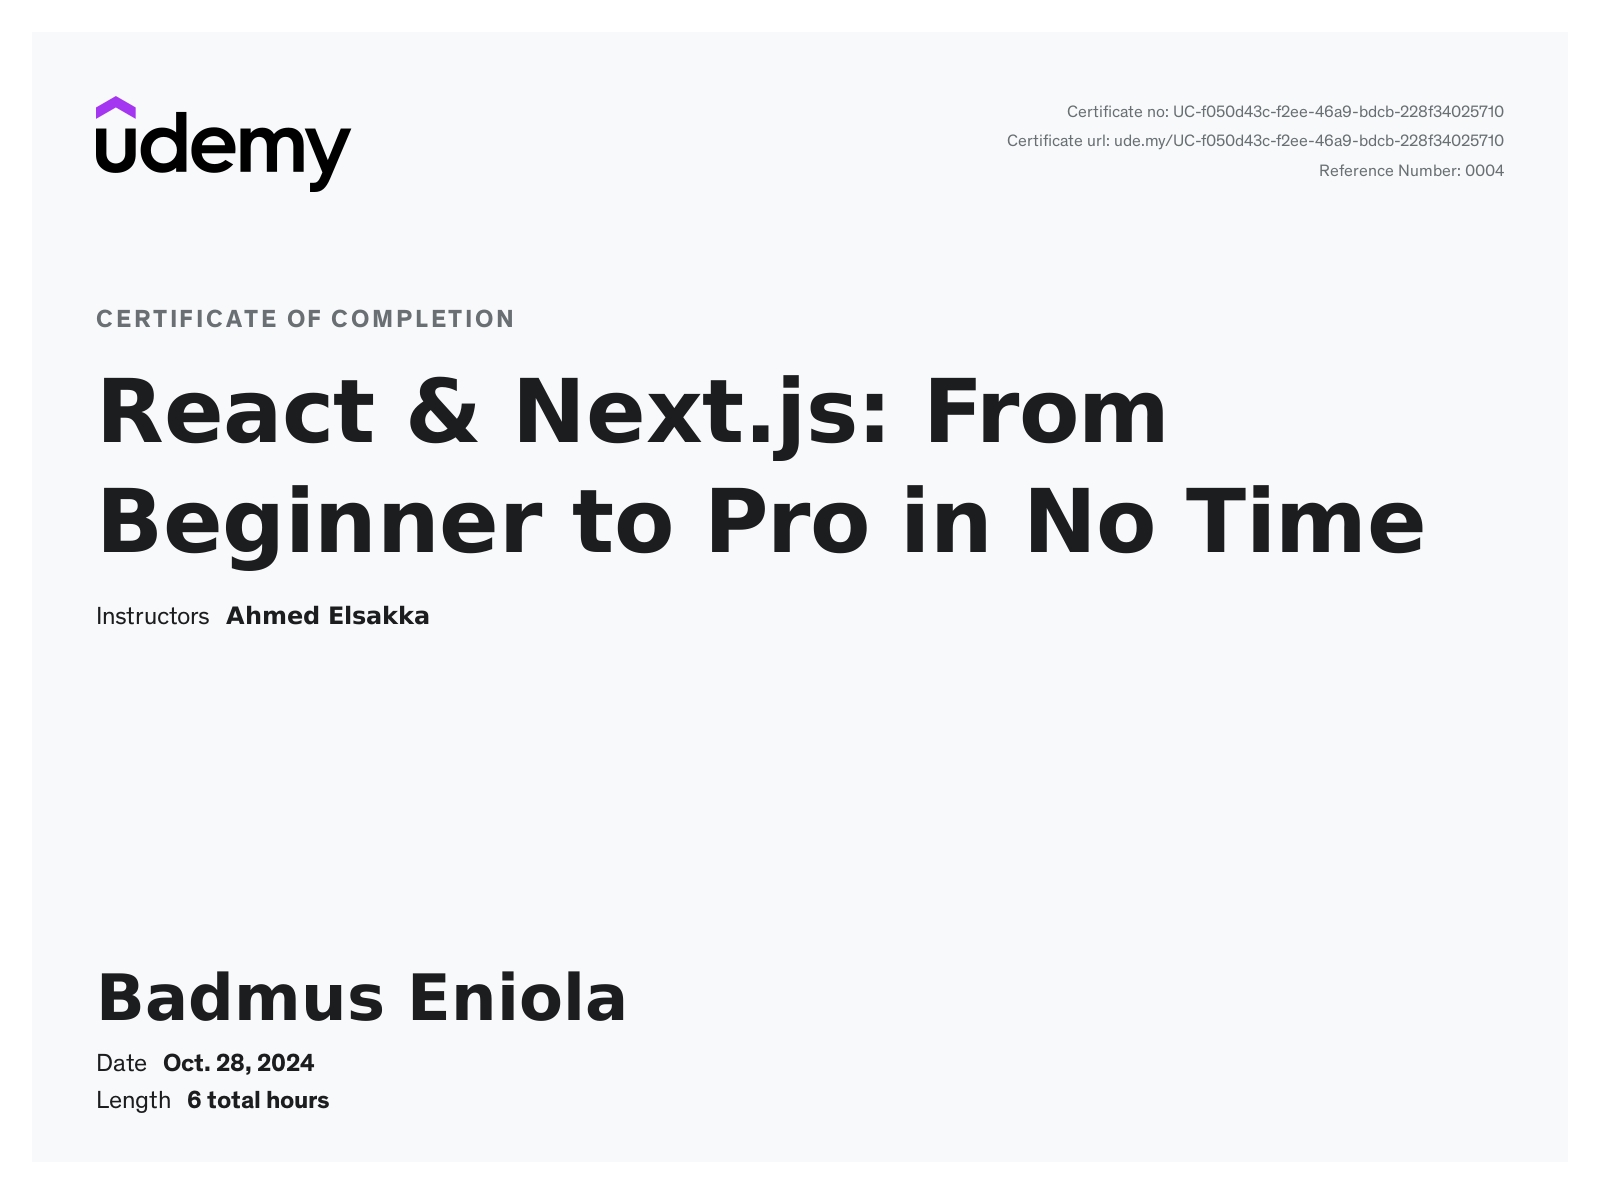 udemy
Certificate no: UC-f050d43c-f2ee-46a9-bdcb-228f34025710
Certificate url: ude.my/UC-f050d43c-f2ee-46a9-bdcb-228f34025710
Reference Number: 0004
CERTIFICATE OF COMPLETION
React & Next.js: From
Beginner to Pro in No Time
Instructors Ahmed Elsakka
Badmus Eniola
Date Oct. 28, 2024
Length 6 total hours